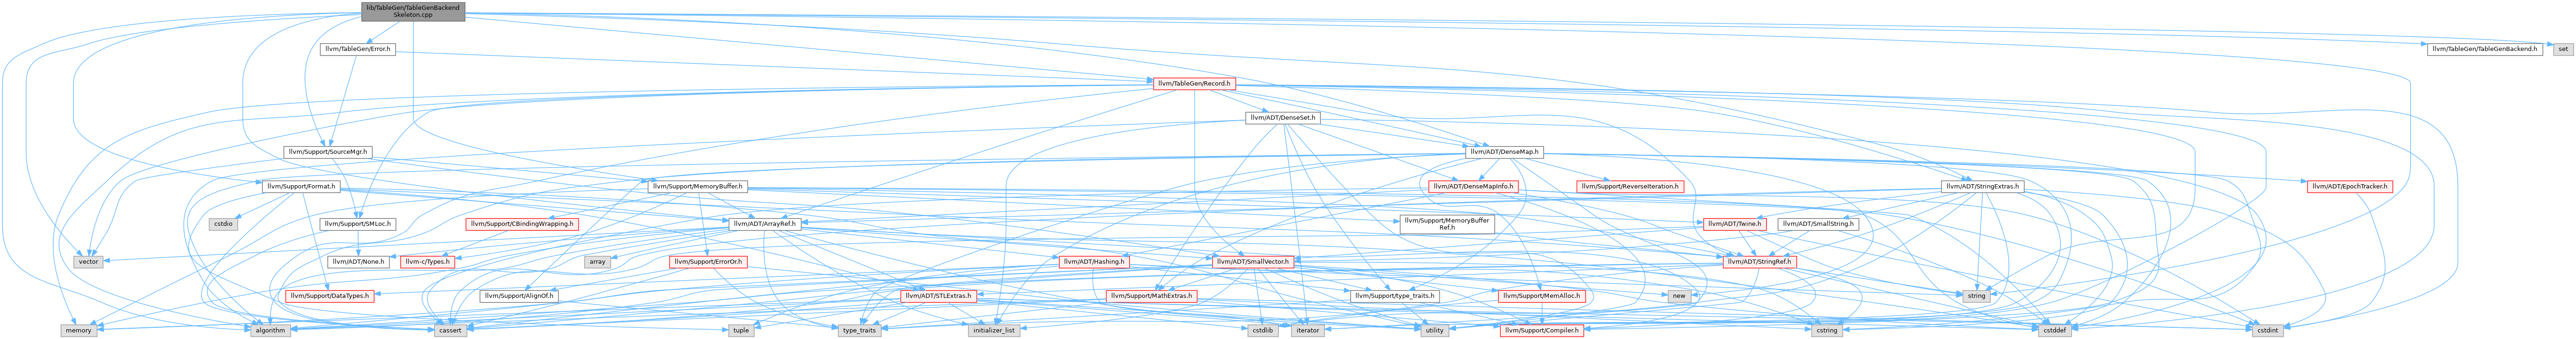 lib/TableGen/TableGenBackend
Skeleton.cpp
llvm/TableGen/Error.h
llvm/TableGen/TableGenBackend.h
set
llvm/TableGen/Record.h
llvm/ADT/DenseSet.h
llvm/Support/SourceMgr.h
llvm/ADT/DenseMap.h
llvm/Support/Format.h
llvm/Support/MemoryBuffer.h
llvm/ADT/DenseMapInfo.h
llvm/Support/ReverseIteration.h
llvm/ADT/StringExtras.h
llvm/ADT/EpochTracker.h
cstdio
llvm/Support/SMLoc.h
llvm/Support/CBindingWrapping.h
llvm/ADT/ArrayRef.h
llvm/Support/MemoryBuffer
Ref.h
llvm/ADT/Twine.h
llvm/ADT/SmallString.h
vector
llvm/ADT/None.h
llvm-c/Types.h
array
llvm/Support/ErrorOr.h
llvm/ADT/Hashing.h
llvm/ADT/SmallVector.h
llvm/ADT/StringRef.h
llvm/Support/DataTypes.h
llvm/Support/AlignOf.h
llvm/ADT/STLExtras.h
llvm/Support/MathExtras.h
llvm/Support/type_traits.h
llvm/Support/MemAlloc.h
new
string
memory
algorithm
cassert
tuple
type_traits
initializer_list
cstdlib
iterator
utility
llvm/Support/Compiler.h
cstring
cstddef
cstdint